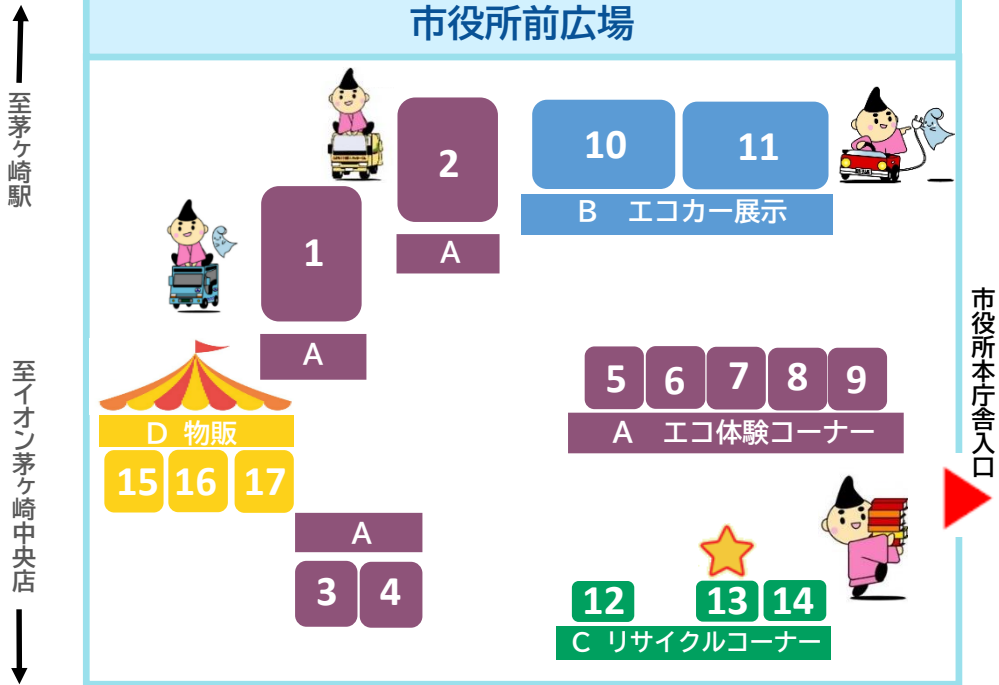 市役所前広場
至茅ヶ崎駅
至イオン茅ヶ崎中央店
市役所本庁舎入口
1
A
2
A
10 11
B エコカー展示
5 6 7 8 9
A エコ体験コーナー
D 物販
15 16 17
A
3 4
12 13 14
C リサイクルコーナー